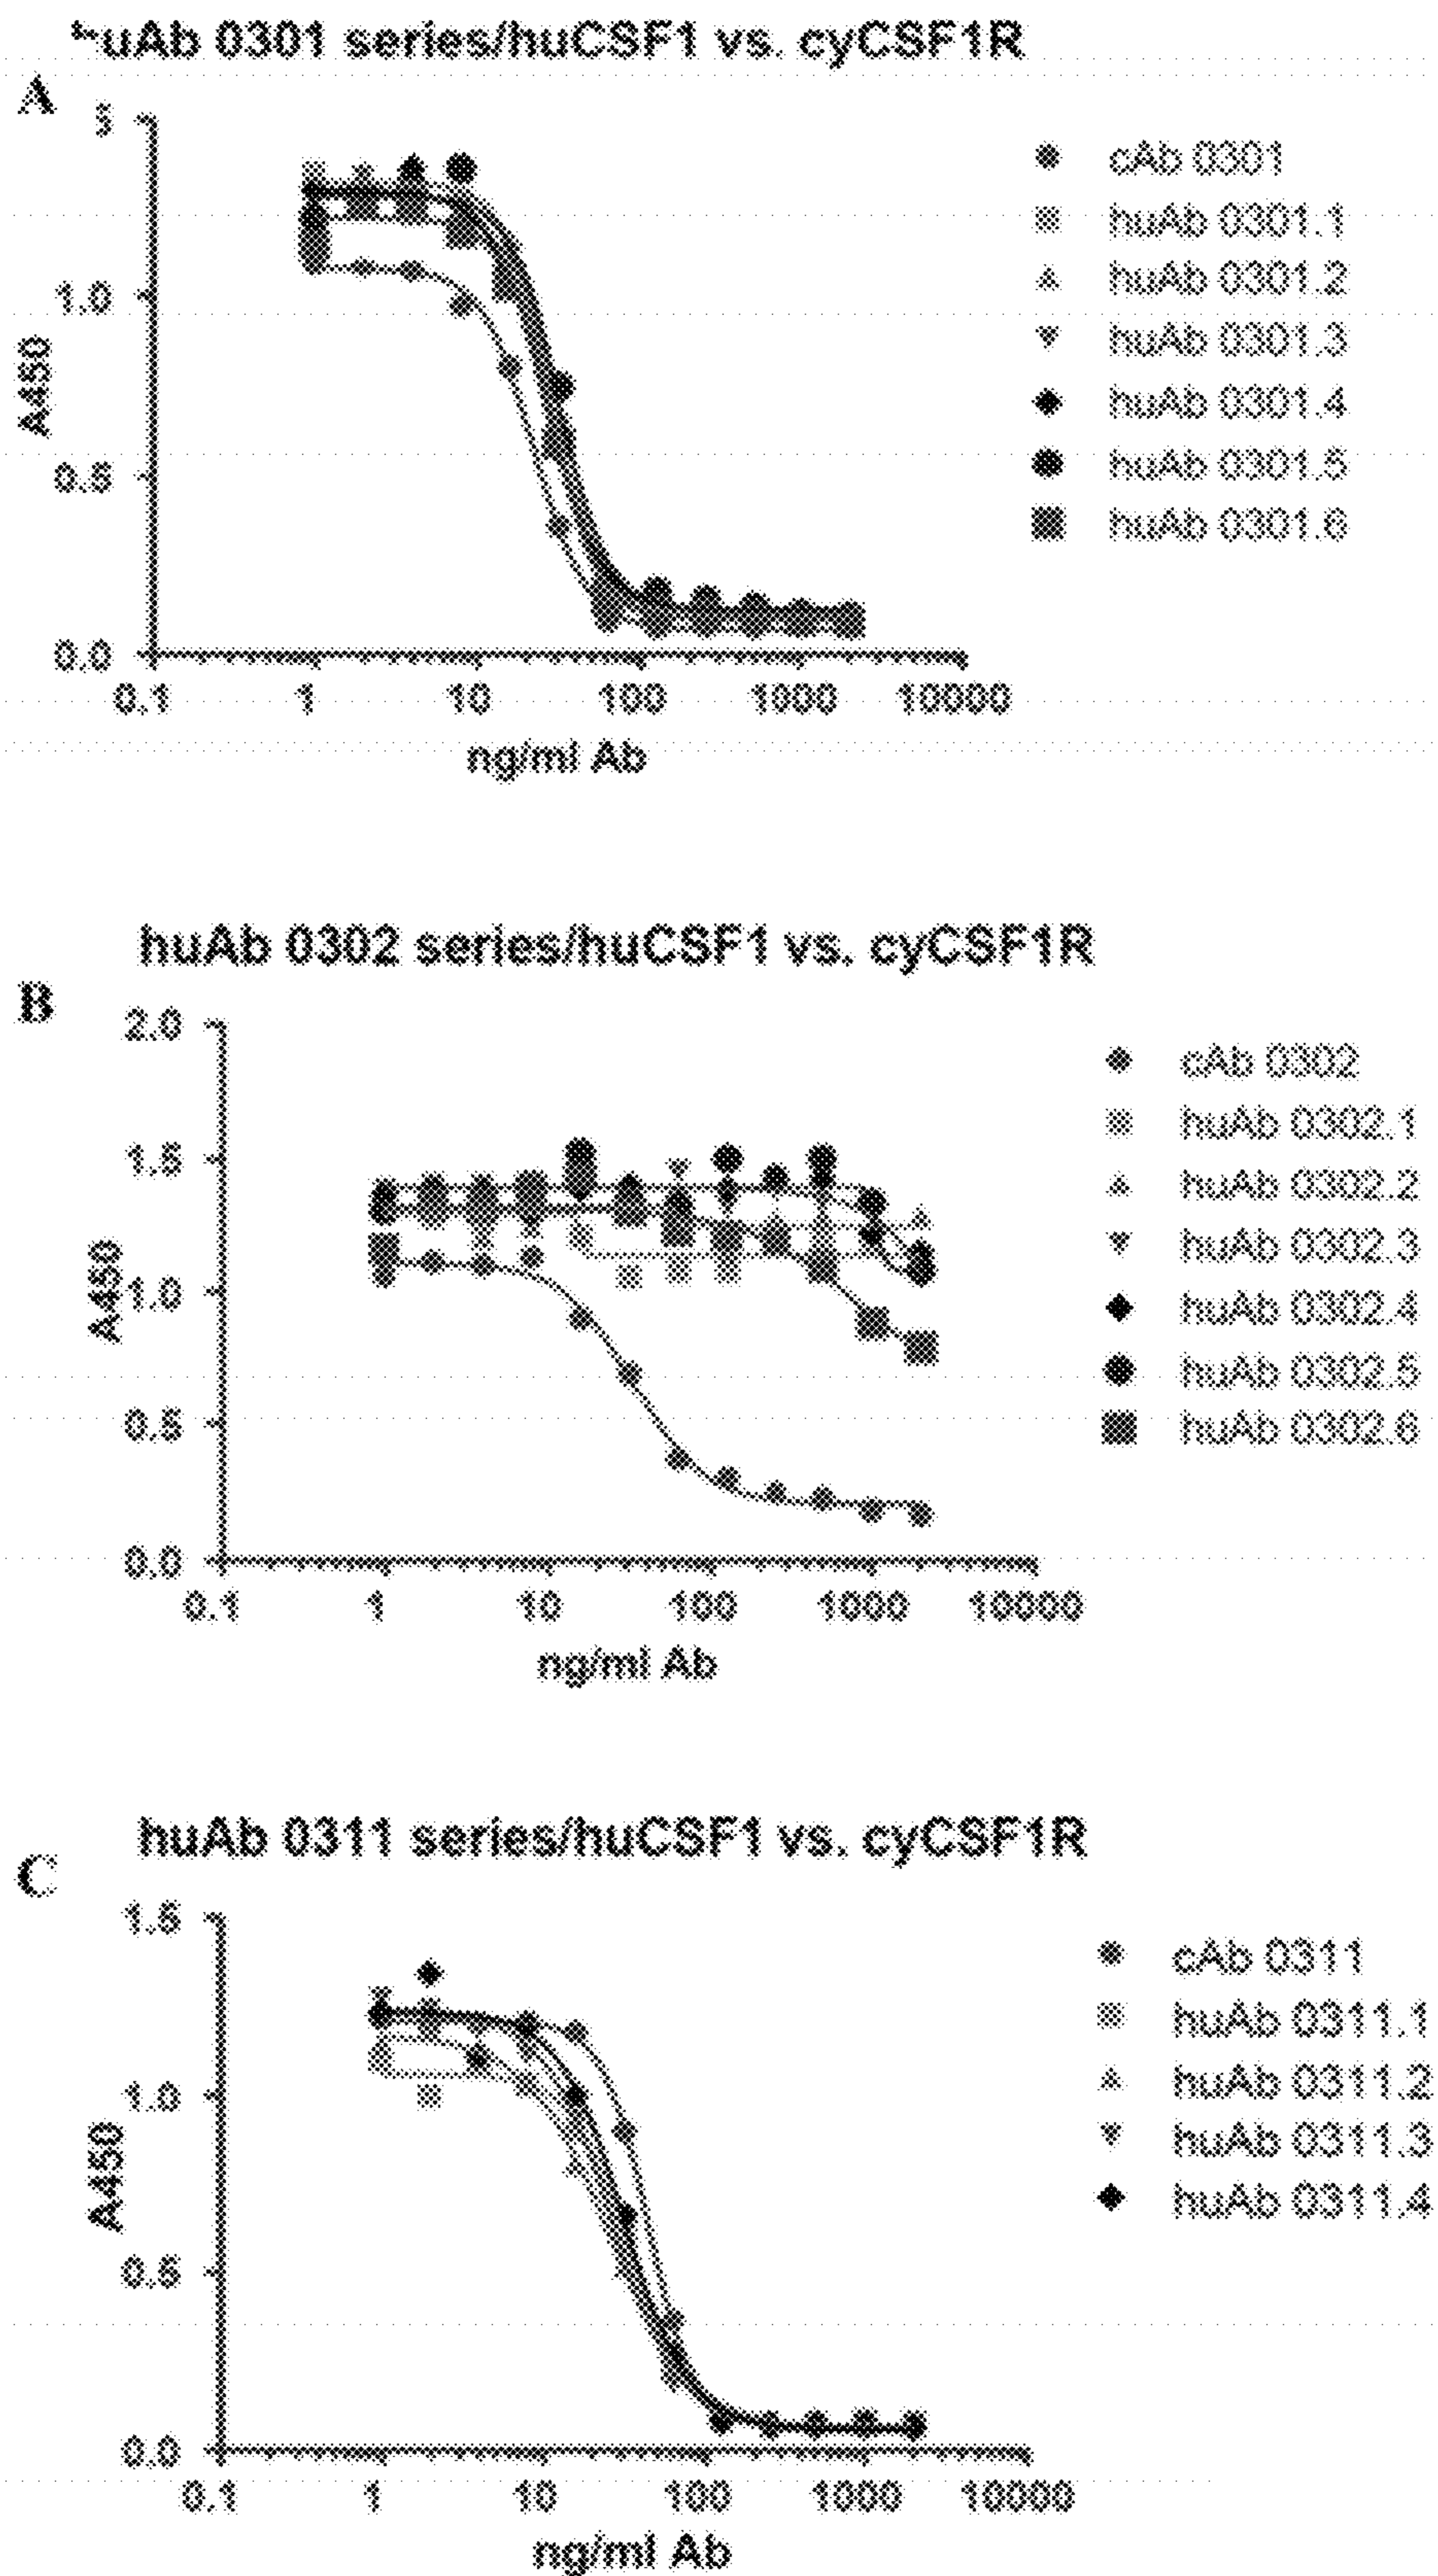 huAb 0301 series/huCSF1 vs. cyCSF1R
A
5
1.0
0.5
0.0
A450
0.1 1 10 100 1000 10000
ng/ml Ab
cAb 0301
huAb 0301.1
huAb 0301.2
huAb 0301.3
huAb 0301.4
huAb 0301.5
huAb 0301.6
huAb 0302 series/huCSF1 vs. cyCSF1R
B
2.0
1.5
1.0
0.5
0.0
A450
0.1 1 10 100 1000 10000
ng/ml Ab
cAb 0302
huAb 0302.1
huAb 0302.2
huAb 0302.3
huAb 0302.4
huAb 0302.5
huAb 0302.6
huAb 0311 series/huCSF1 vs. cyCSF1R
C
1.5
1.0
0.5
0.0
A450
0.1 1 10 100 1000 10000
ng/ml Ab
cAb 0311
huAb 0311.1
huAb 0311.2
huAb 0311.3
huAb 0311.4